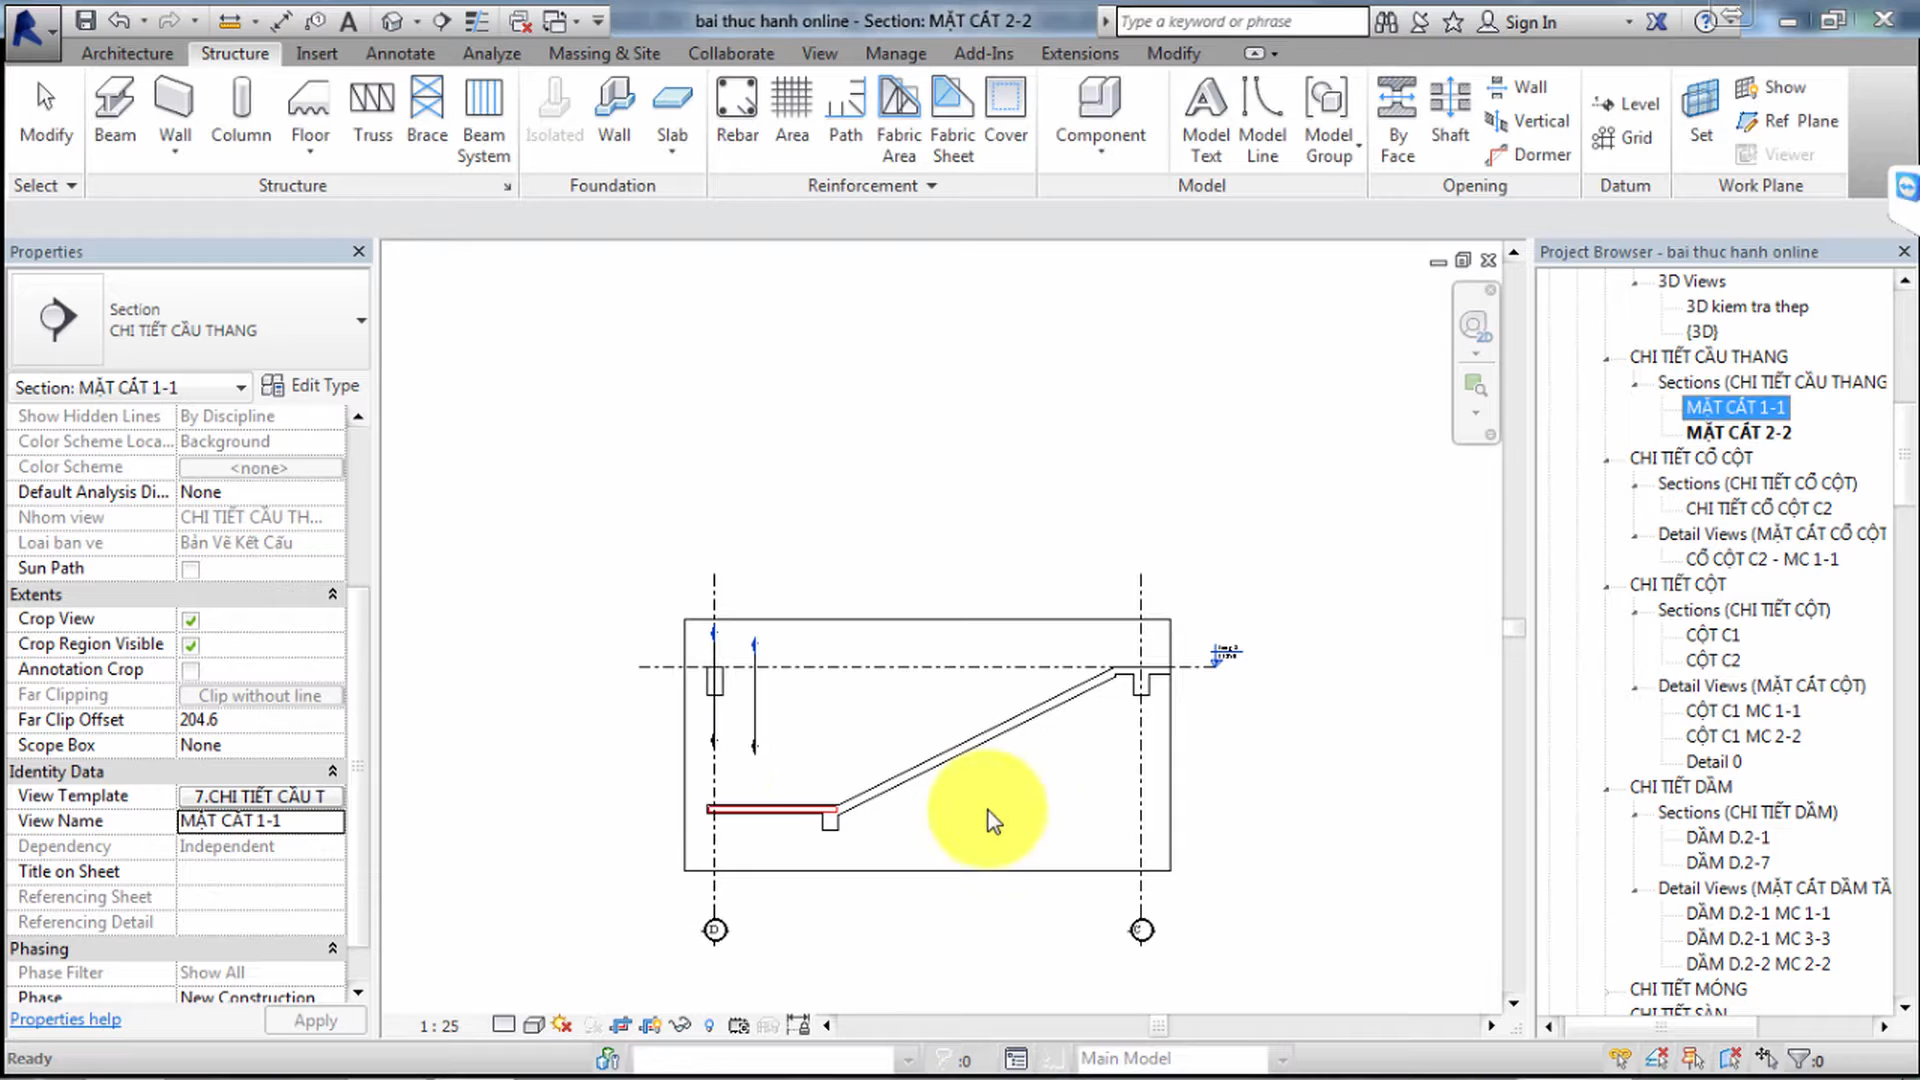 bai thuc hanh online - Section: MẶT CẮT 2-2
Type a keyword or phrase
Sign In
Architecture
Structure
Insert
Annotate
Analyze
Massing & Site
Collaborate
View
Manage
Add-Ins
Extensions
Modify
Modify
Beam
Wall
Column
Floor
Truss
Brace
Beam System
Isolated
Wall
Slab
Rebar
Area
Path
Fabric Area
Fabric Sheet
Cover
Component
Model Text
Model Line
Model Group
By Face
Shaft
Wall
Vertical
Dormer
Level
Grid
Set
Show
Ref Plane
Viewer
Select
Structure
Foundation
Reinforcement
Model
Opening
Datum
Work Plane
Properties
Section
CHI TIẾT CẦU THANG
Section: MẶT CẮT 1-1
Edit Type
Show Hidden Lines By Discipline
Color Scheme Loca... Background
Color Scheme <none>
Default Analysis Di... None
Nhom view CHI TIẾT CẦU TH...
Loai ban ve Bản Vẽ Kết Cấu
Sun Path
Extents
Crop View
Crop Region Visible
Annotation Crop
Far Clipping Clip without line
Far Clip Offset 204.6
Scope Box None
Identity Data
View Template 7.CHI TIẾT CẦU T
View Name MẶT CẮT 1-1
Dependency Independent
Title on Sheet
Referencing Sheet
Referencing Detail
Phasing
Phase Filter Show All
Phase New Construction
Properties help
Apply
2D
D
C
1 : 25
Project Browser - bai thuc hanh online
3D Views
3D kiem tra thep
{3D}
CHI TIẾT CẦU THANG
Sections (CHI TIẾT CẦU THANG
MẶT CẮT 1-1
MẶT CẮT 2-2
CHI TIẾT CỔ CỘT
Sections (CHI TIẾT CỔ CỘT)
CHI TIẾT CỔ CỘT C2
Detail Views (MẶT CẮT CỔ CỘT
CỔ CỘT C2 - MC 1-1
CHI TIẾT CỘT
Sections (CHI TIẾT CỘT)
CỘT C1
CỘT C2
Detail Views (MẶT CẮT CỘT)
CỘT C1 MC 1-1
CỘT C1 MC 2-2
Detail 0
CHI TIẾT DẦM
Sections (CHI TIẾT DẦM)
DẦM D.2-1
DẦM D.2-7
Detail Views (MẶT CẮT DẦM TẦ
DẦM D.2-1 MC 1-1
DẦM D.2-1 MC 3-3
DẦM D.2-2 MC 2-2
CHI TIẾT MÓNG
CHI TIẾT SÀN
Ready
:0
Main Model
:0